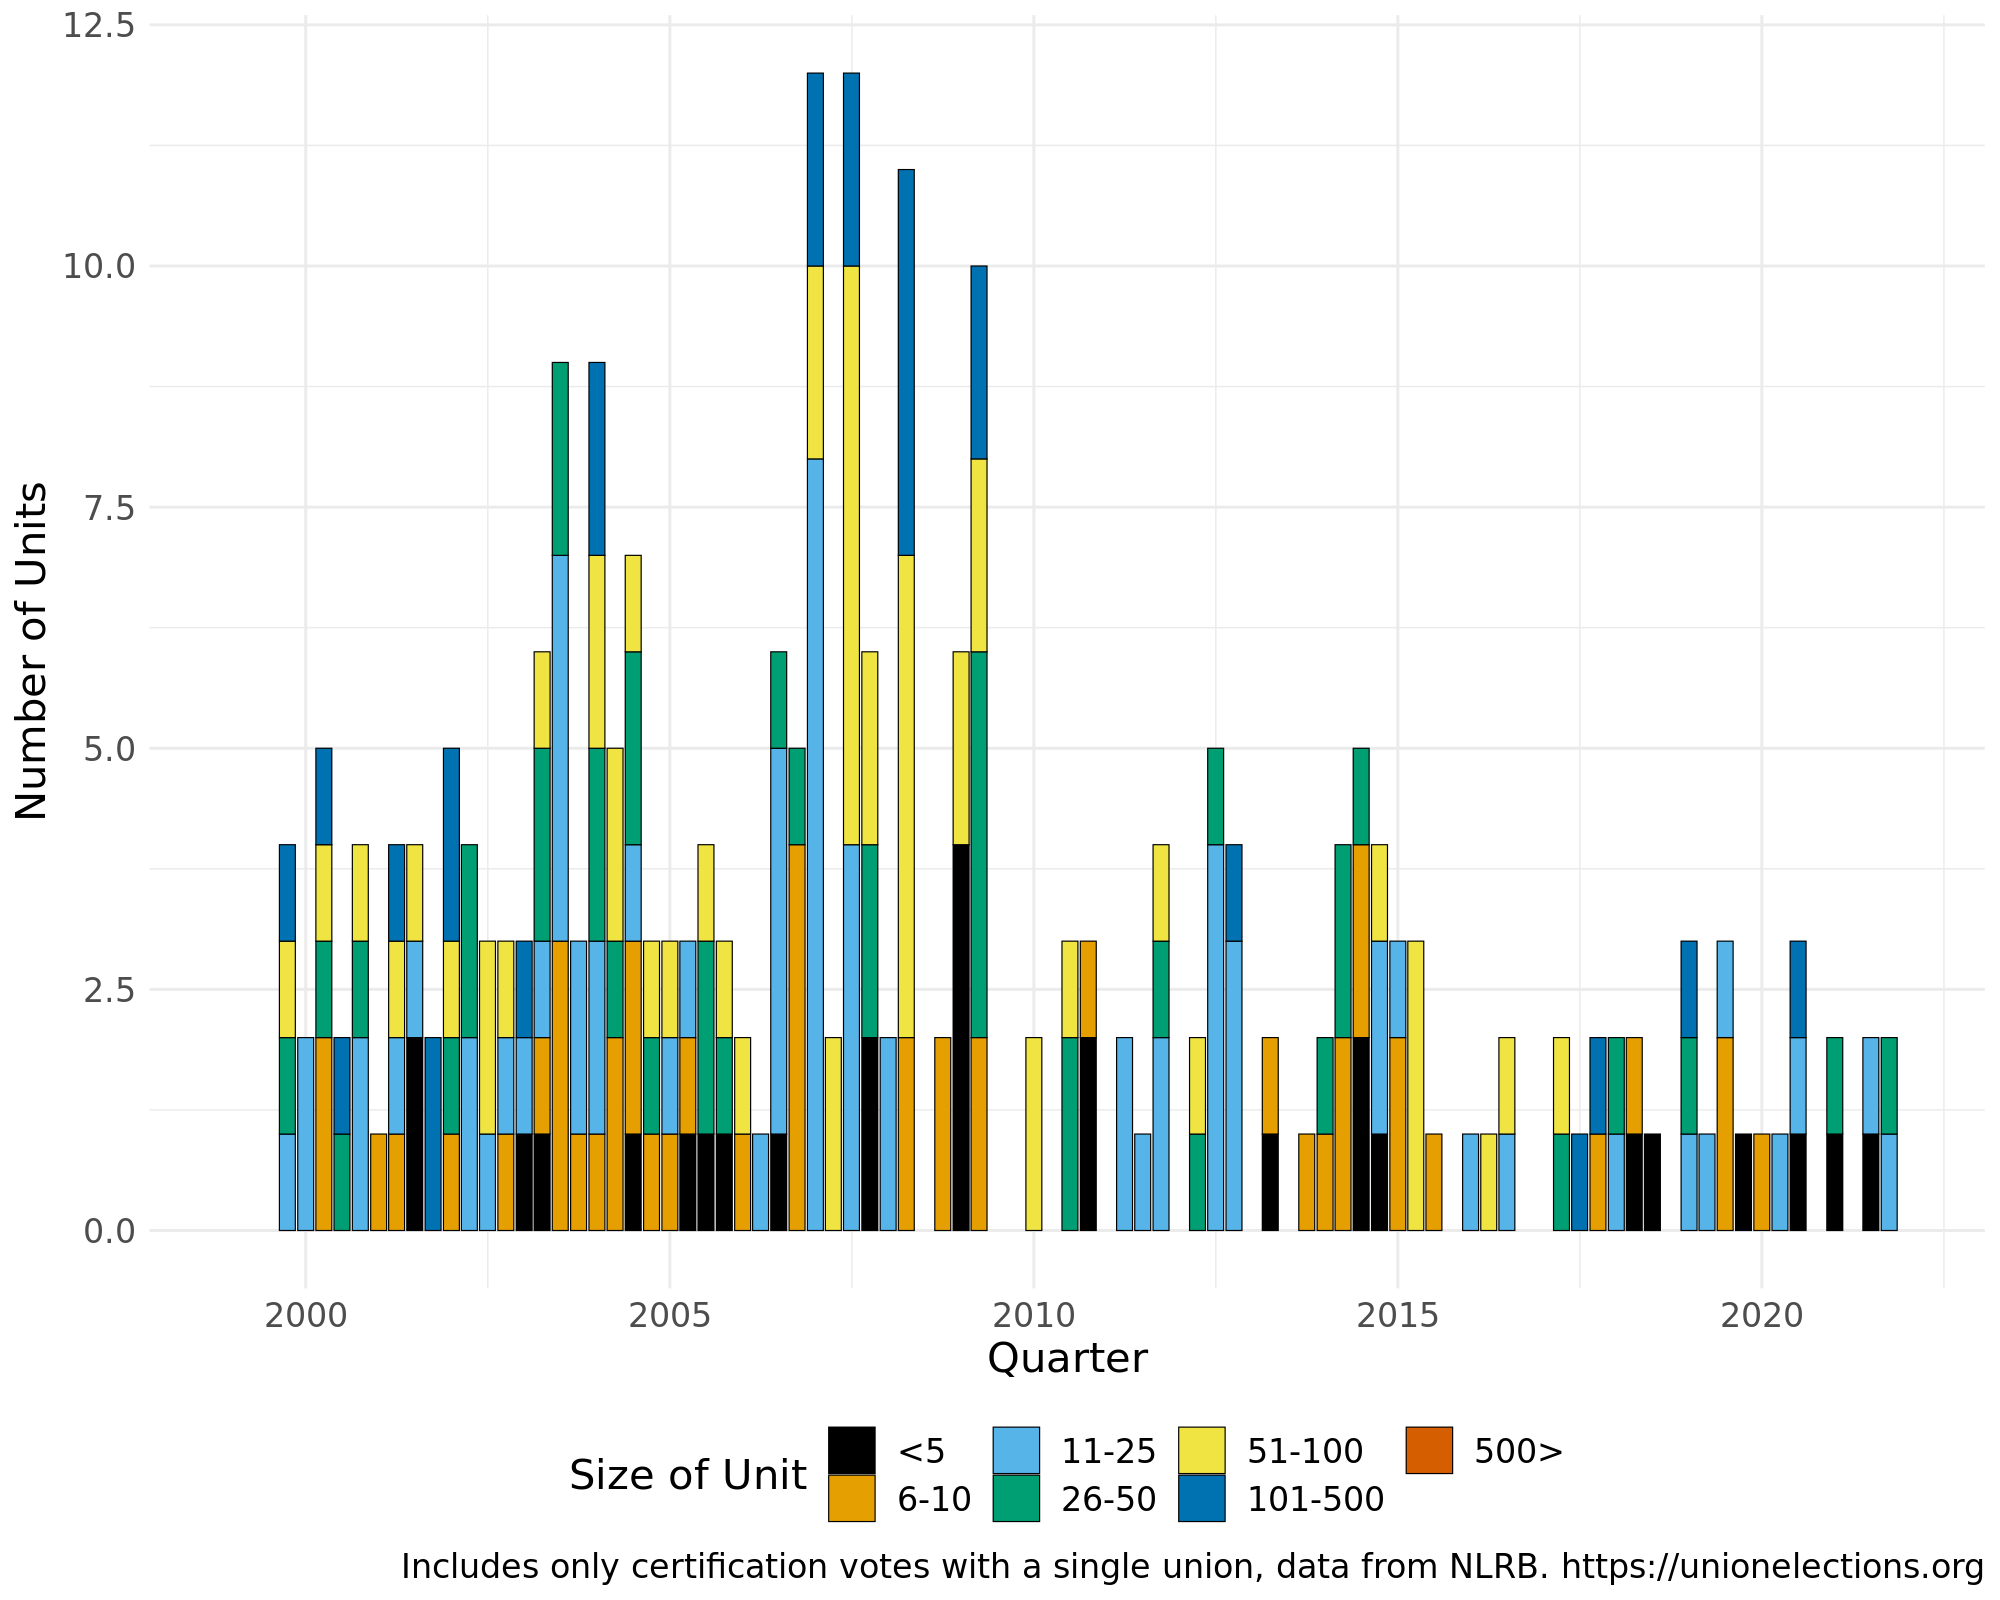 12.5
10.0
7.5
5.0
2.5
0.0
Number of Units
2000 2005 2010 2015 2020
Quarter
Size of Unit
<5 11-25 51-100 500>
6-10 26-50 101-500
Includes only certification votes with a single union, data from NLRB. https://unionelections.org